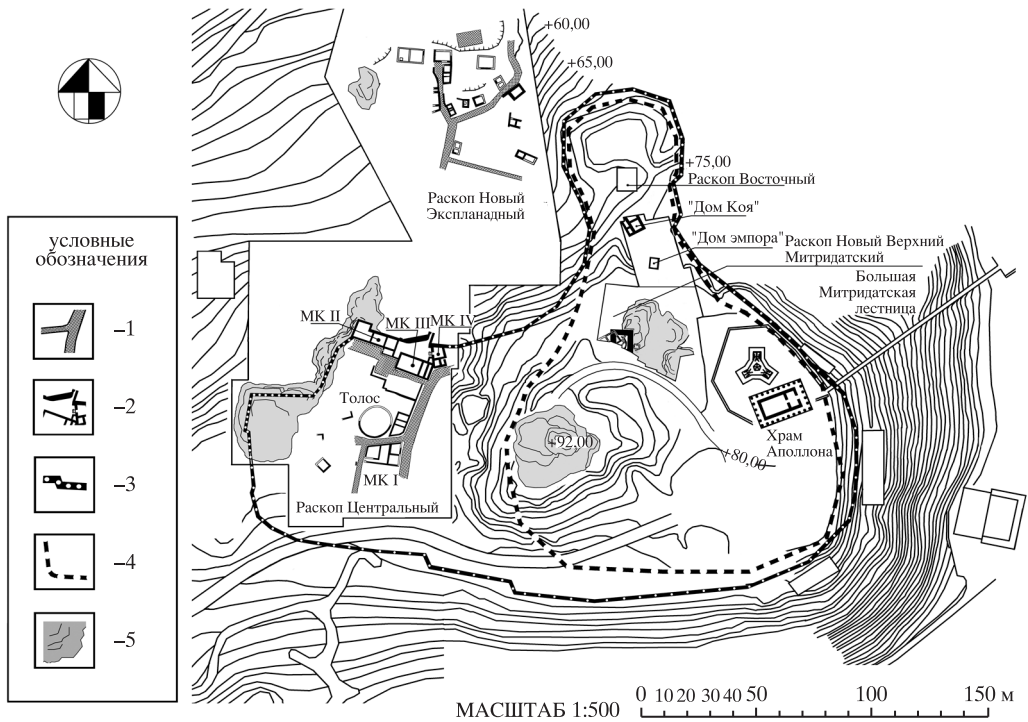 +60,00
+65,00
+75,00
Раскоп Восточный
"Дом Коя"
Раскоп Новый
Экспланадный
"Дом эмпора"
Раскоп Новый Верхний
Митридатский
Большая
Митридатская
лестница
условные
обозначения
–1
–2
–3
–4
–5
МК II
МК III
МК IV
Толос
+92,00
+80,00
Храм
Аполлона
МК I
Раскоп Центральный
МАСШТАБ 1:500
0 10 20 30 40 50 100 150 м